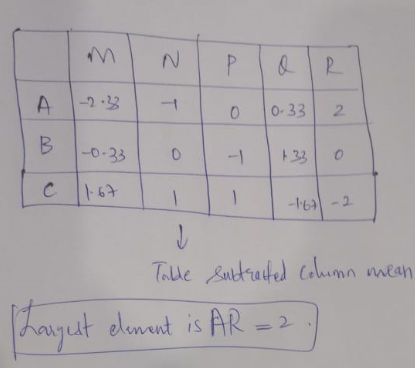 M N P Q R
A -2.33 -1 0 0.33 2
B -0.33 0 -1 1.33 0
C 1.67 1 1 -1.67 -2
↓
Table subtracted column mean
Largest element is AR = 2.